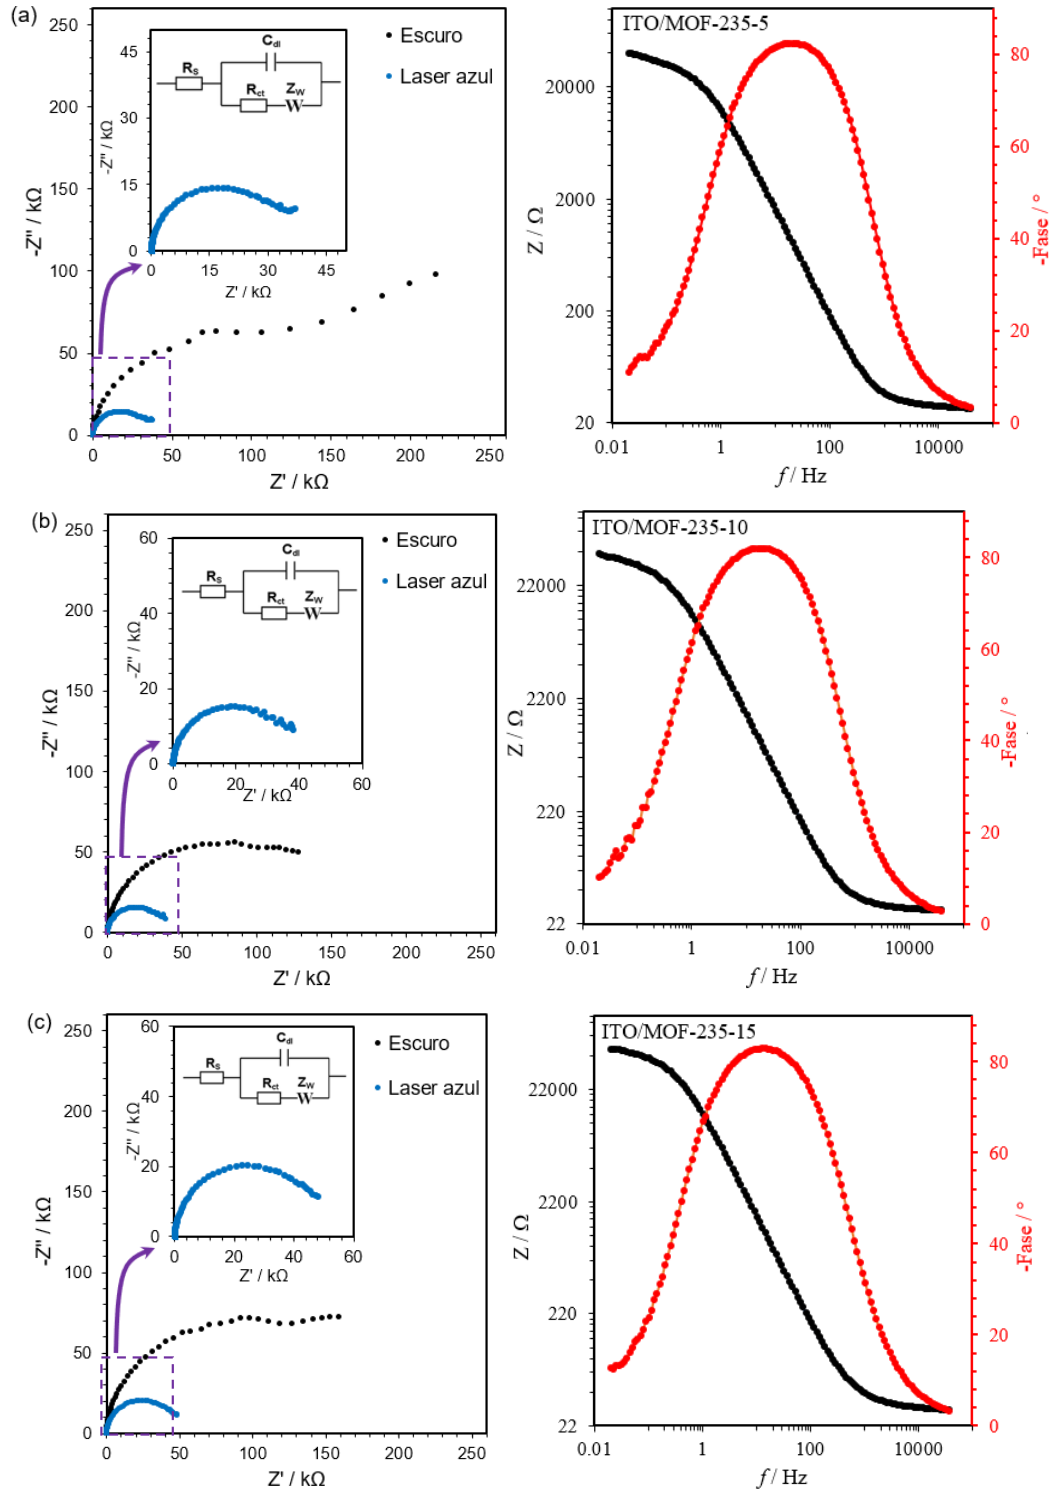 (a)
260
250
200
150
100
50
0
-Z" / kΩ
0 50 100 150 200 250
Z' / kΩ
• Escuro
• Laser azul
45
30
15
0
-Z" / kΩ
0 15 30 45
Z' / kΩ
Rs
Cdl
Rct
Zw
W
ITO/MOF-235-5
20000
2000
200
20
Z / Ω
0.01 1 100 10000
f / Hz
80
60
40
20
0
-Fase / °
(b)
250
200
150
100
50
0
-Z" / kΩ
0 50 100 150 200 250
Z' / kΩ
• Escuro
• Laser azul
60
40
20
0
-Z" / kΩ
0 20 40 60
Z' / kΩ
Rs
Cdl
Rct
Zw
W
ITO/MOF-235-10
22000
2200
220
22
Z / Ω
0.01 1 100 10000
f / Hz
80
60
40
20
0
-Fase / °
(c)
250
200
150
100
50
0
-Z" / kΩ
0 50 100 150 200 250
Z' / kΩ
• Escuro
• Laser azul
60
40
20
0
-Z" / kΩ
0 20 40 60
Z' / kΩ
Rs
Cdl
Rct
Zw
W
ITO/MOF-235-15
22000
2200
220
22
Z / Ω
0.01 1 100 10000
f / Hz
80
60
40
20
0
-Fase / °